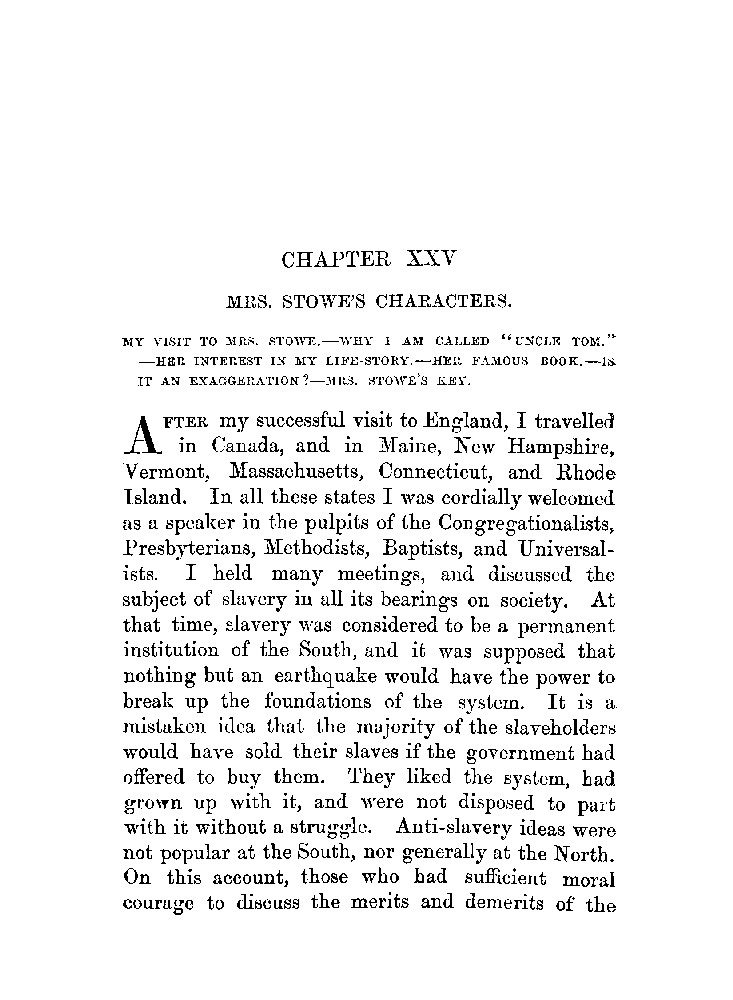 CHAPTER XXV
MRS. STOWE'S CHARACTERS.
MY VISIT TO MRS. STOWE.—WHY I AM CALLED "UNCLE TOM."
—HER INTEREST IN MY LIFE-STORY.—HER FAMOUS BOOK.—IS
IT AN EXAGGERATION?—MRS. STOWE'S KEY.
AFTER my successful visit to England, I travelled
in Canada, and in Maine, New Hampshire,
Vermont, Massachusetts, Connecticut, and Rhode
Island. In all these states I was cordially welcomed
as a speaker in the pulpits of the Congregationalists,
Presbyterians, Methodists, Baptists, and Universal-
ists. I held many meetings, and discussed the
subject of slavery in all its bearings on society. At
that time, slavery was considered to be a permanent
institution of the South, and it was supposed that
nothing but an earthquake would have the power to
break up the foundations of the system. It is a
mistaken idea that the majority of the slaveholders
would have sold their slaves if the government had
offered to buy them. They liked the system, had
grown up with it, and were not disposed to part
with it without a struggle. Anti-slavery ideas were
not popular at the South, nor generally at the North.
On this account, those who had sufficient moral
courage to discuss the merits and demerits of the